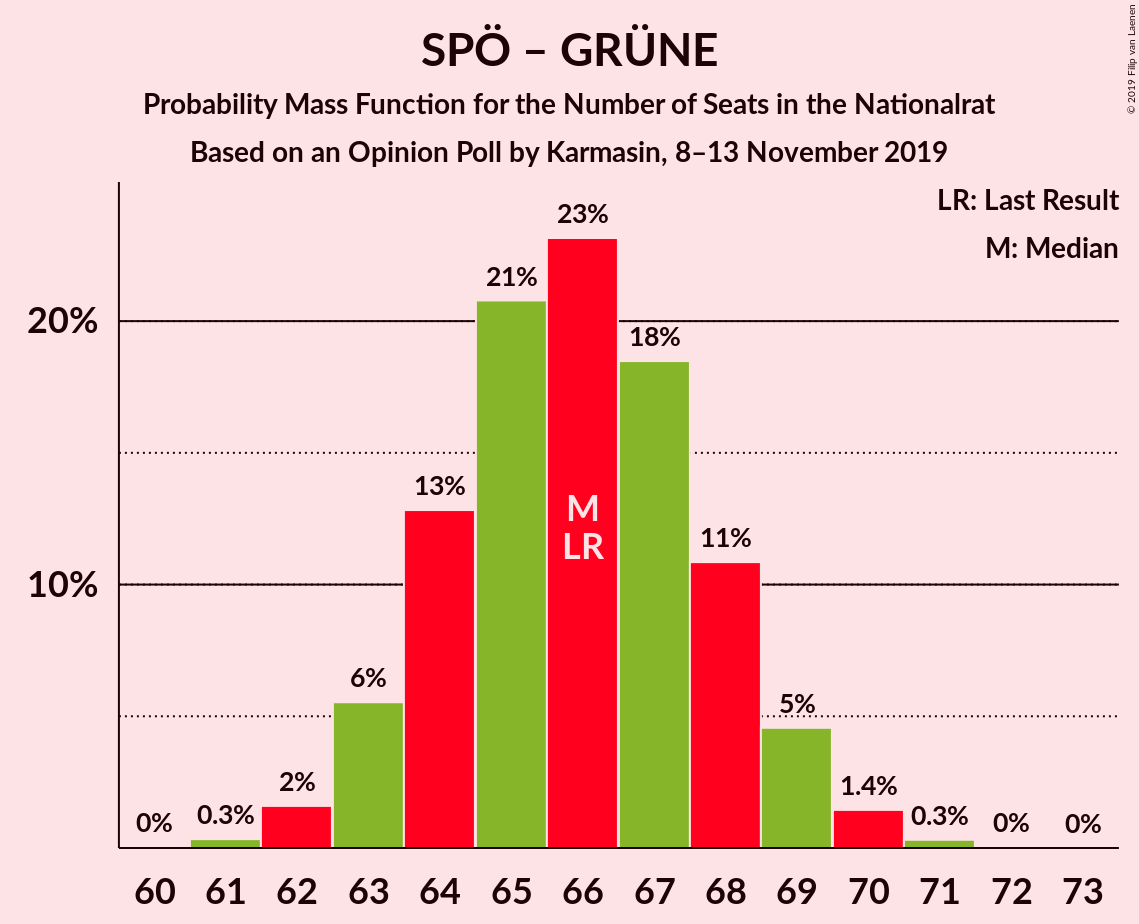 SPÖ – GRÜNE
Probability Mass Function for the Number of Seats in the Nationalrat
Based on an Opinion Poll by Karmasin, 8–13 November 2019
© 2019 Filip van Laenen
LR: Last Result
M: Median
20%
10%
0%
0.3%
2%
6%
13%
21%
23%
18%
11%
5%
1.4%
0.3%
0%
0%
M
LR
60 61 62 63 64 65 66 67 68 69 70 71 72 73